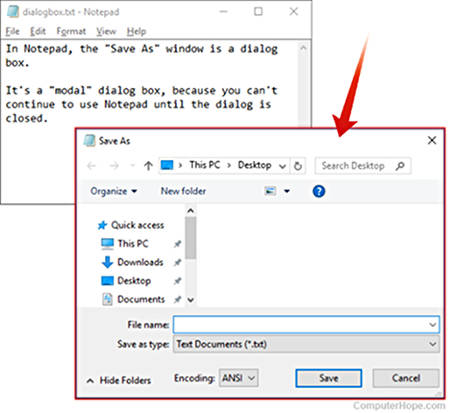 dialogbox.txt - Notepad
File Edit Format View Help
In Notepad, the "Save As" window is a dialog
box.
It's a "modal" dialog box, because you can't
continue to use Notepad until the dialog is
closed.
Save As
This PC > Desktop
Search Desktop
Organize
New folder
Quick access
This PC
Downloads
Desktop
Documents
File name:
Save as type: Text Documents (*.txt)
Hide Folders Encoding: ANSI Save Cancel
ComputerHope.com